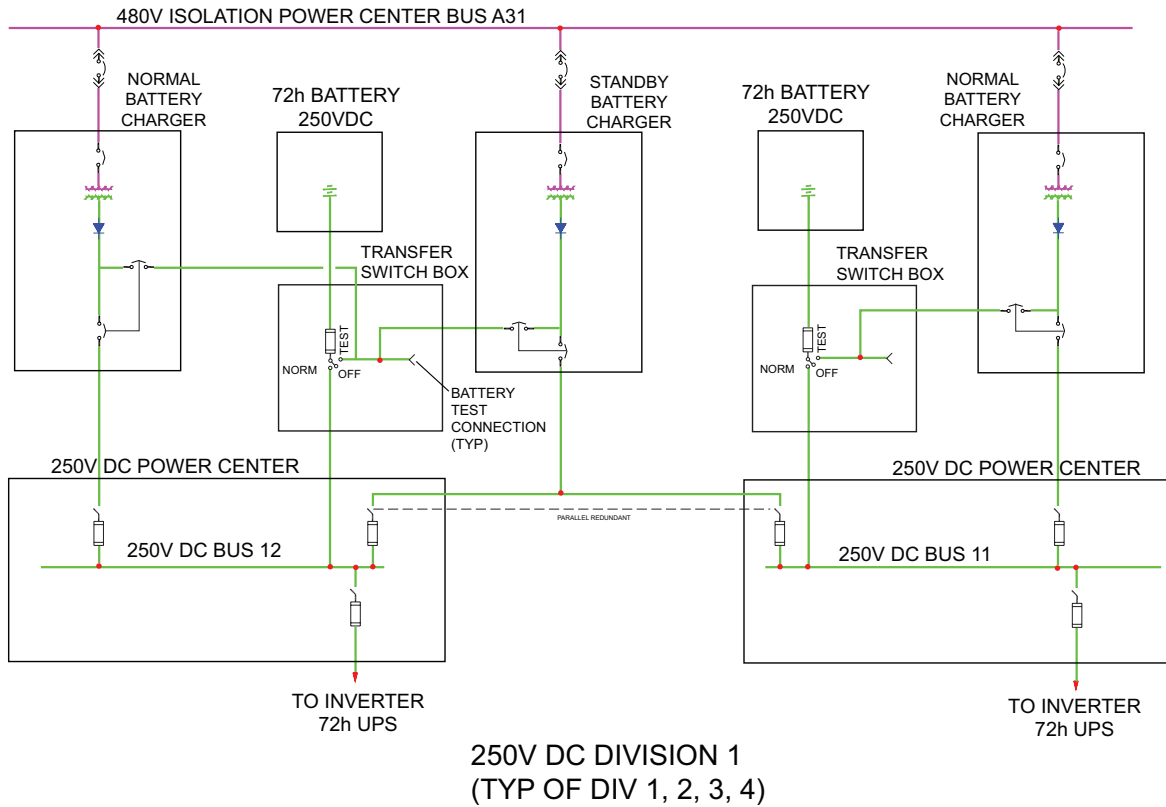 480V ISOLATION POWER CENTER BUS A31
NORMAL
BATTERY
CHARGER
72h BATTERY
250VDC
STANDBY
BATTERY
CHARGER
72h BATTERY
250VDC
NORMAL
BATTERY
CHARGER
TRANSFER
SWITCH BOX
TEST
NORM
OFF
BATTERY
TEST
CONNECTION
(TYP)
TRANSFER
SWITCH BOX
TEST
NORM
OFF
250V DC POWER CENTER
250V DC POWER CENTER
PARALLEL REDUNDANT
250V DC BUS 12
250V DC BUS 11
TO INVERTER
72h UPS
TO INVERTER
72h UPS
250V DC DIVISION 1
(TYP OF DIV 1, 2, 3, 4)